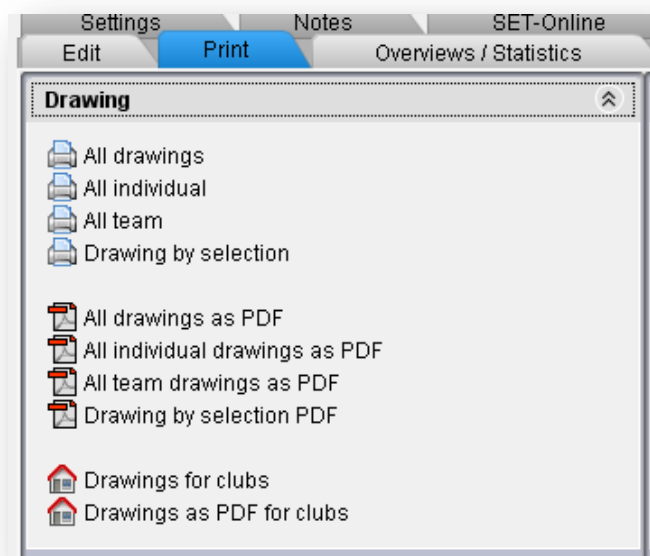 Settings Notes SET-Online
Edit Print Overviews / Statistics
Drawing
All drawings
All individual
All team
Drawing by selection
All drawings as PDF
All individual drawings as PDF
All team drawings as PDF
Drawing by selection PDF
Drawings for clubs
Drawings as PDF for clubs